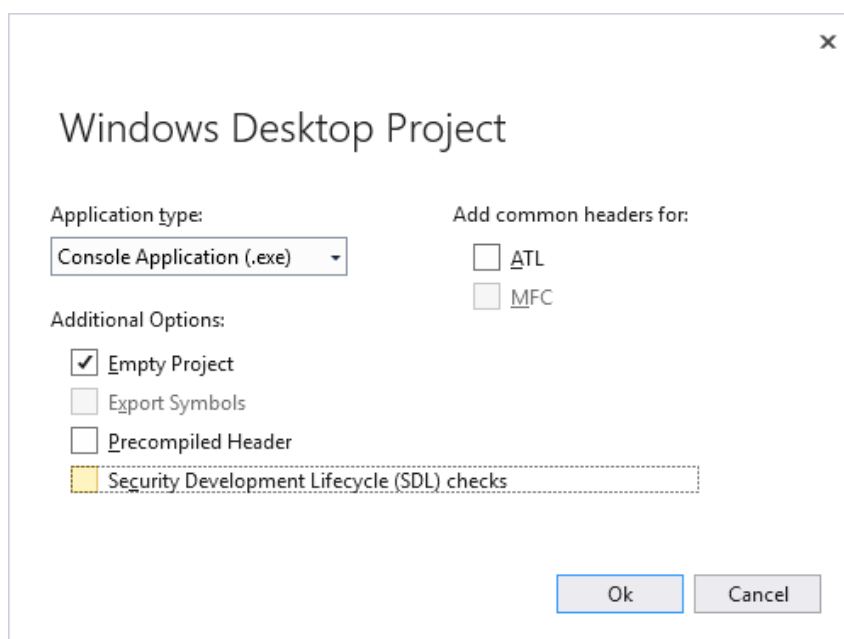 Windows Desktop Project
Application type:
Console Application (.exe)
Additional Options:
Empty Project
Export Symbols
Precompiled Header
Security Development Lifecycle (SDL) checks
Add common headers for:
ATL
MFC
Ok
Cancel